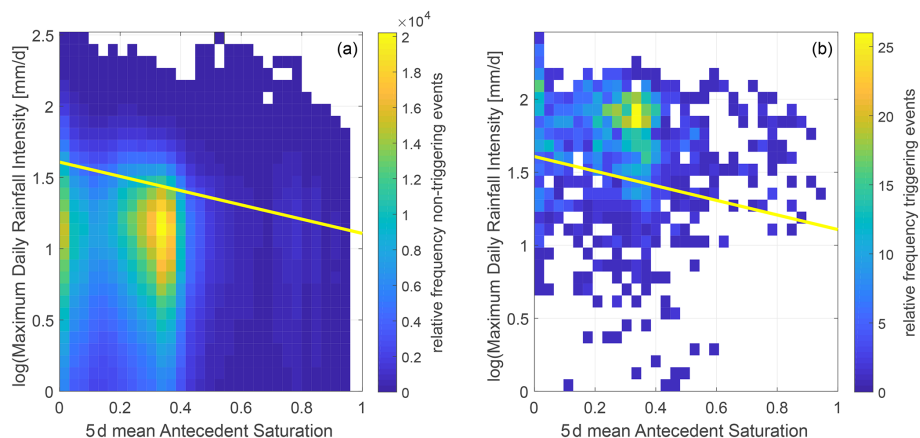 (a)
log(Maximum Daily Rainfall Intensity [mm/d]
2.5
2
1.5
1
0.5
0
0 0.2 0.4 0.6 0.8 1
5d mean Antecedent Saturation
×10⁴
2
1.8
1.6
1.4
1.2
1
0.8
0.6
0.4
0.2
0
relative frequency non-triggering events
(b)
log(Maximum Daily Rainfall Intensity [mm/d]
2
1.5
1
0.5
0
0 0.2 0.4 0.6 0.8 1
5d mean Antecedent Saturation
25
20
15
10
5
0
relative frequency triggering events